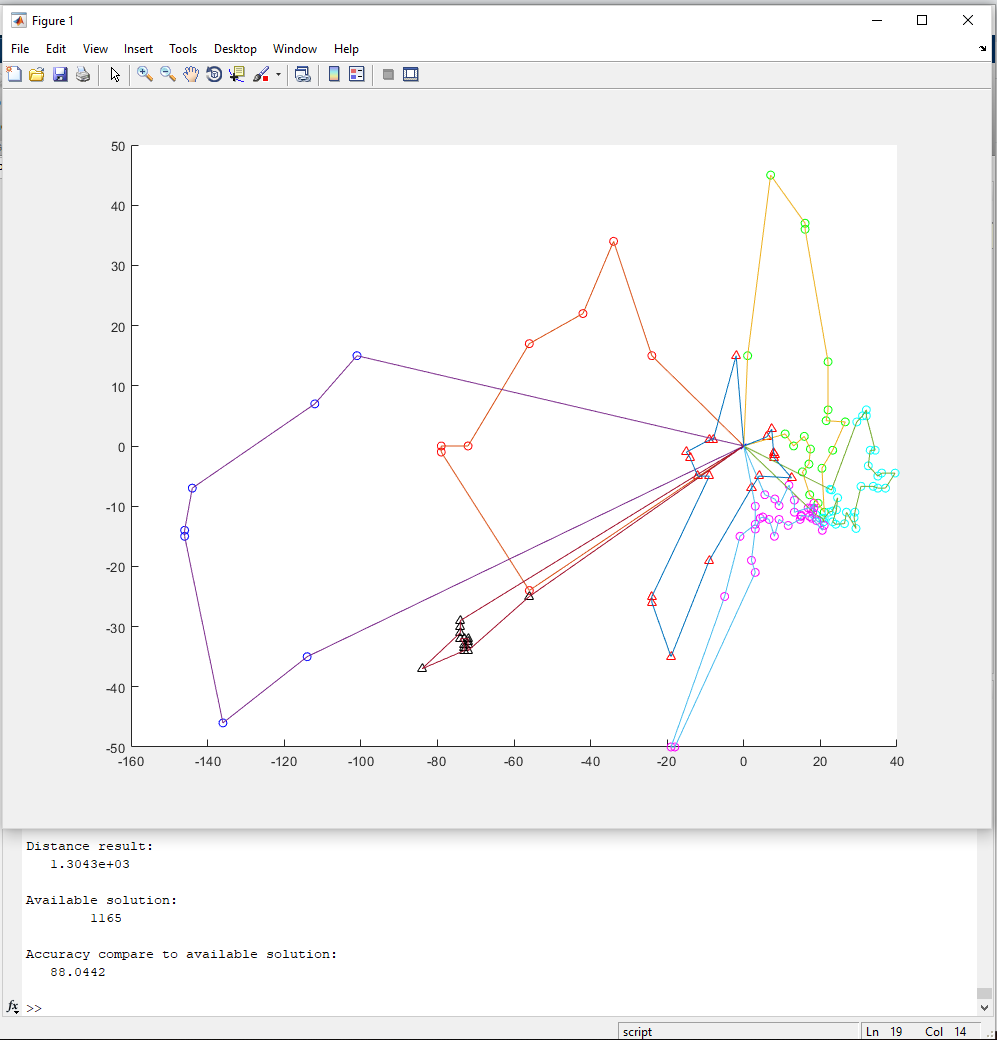 Figure 1
File Edit View Insert Tools Desktop Window Help
50
40
30
20
10
0
-10
-20
-30
-40
-50
-160 -140 -120 -100 -80 -60 -40 -20 0 20 40
Distance result:
1.3043e+03
Available solution:
1165
Accuracy compare to available solution:
88.0442
fx >>
script Ln 19 Col 14